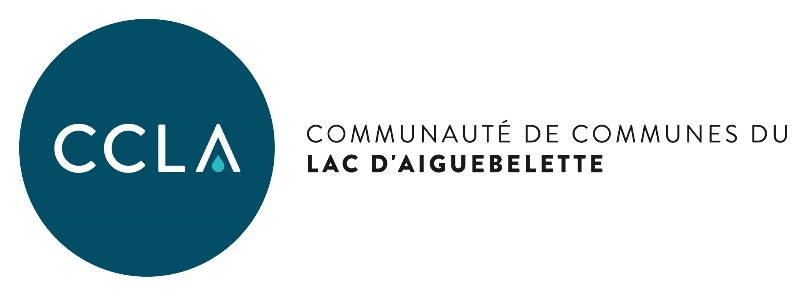 CCLA
COMMUNAUTÉ DE COMMUNES DU
LAC D'AIGUEBELETTE